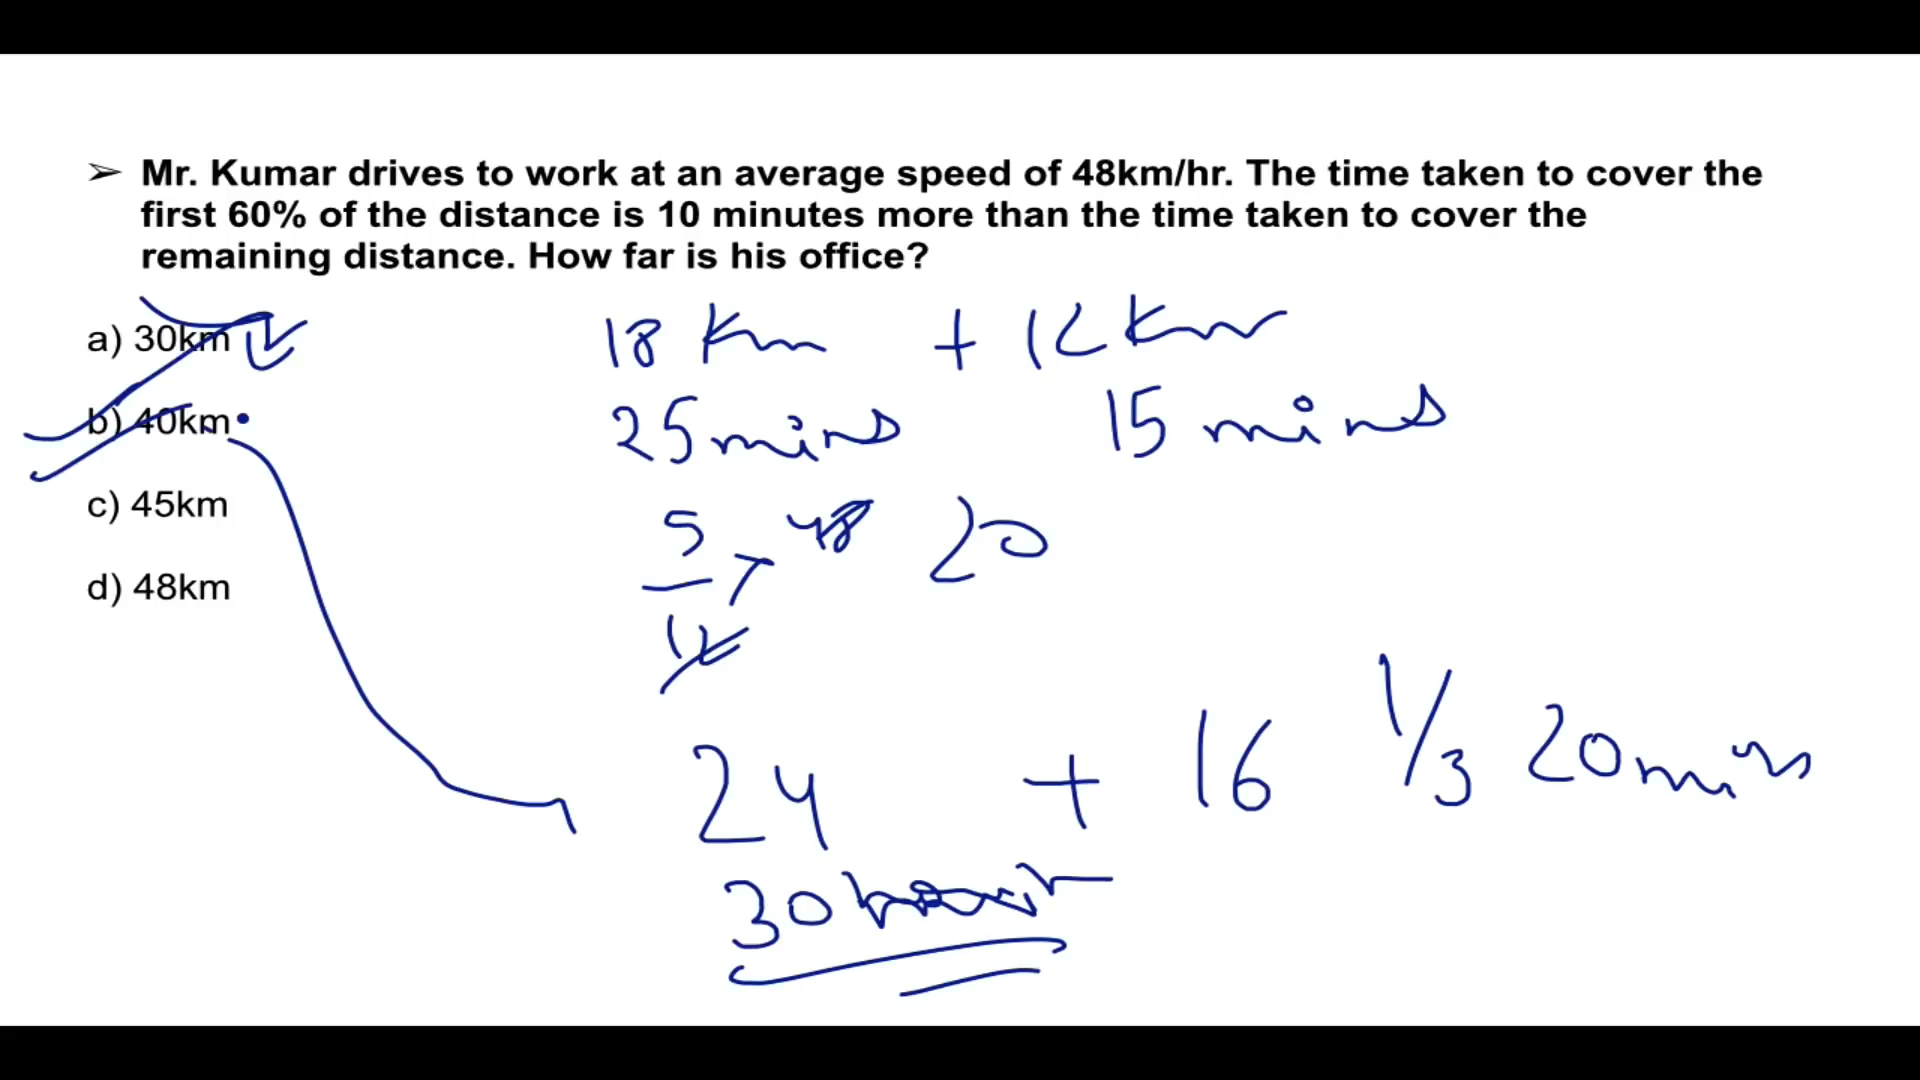 ➢ Mr. Kumar drives to work at an average speed of 48km/hr. The time taken to cover the
first 60% of the distance is 10 minutes more than the time taken to cover the
remaining distance. How far is his office?
a) 30km
18 Km + 12 km
b) 40km
25 mins 15 mins
c) 45km
5 48 20
12
d) 48km
24 + 16 1/3 20 mins
30